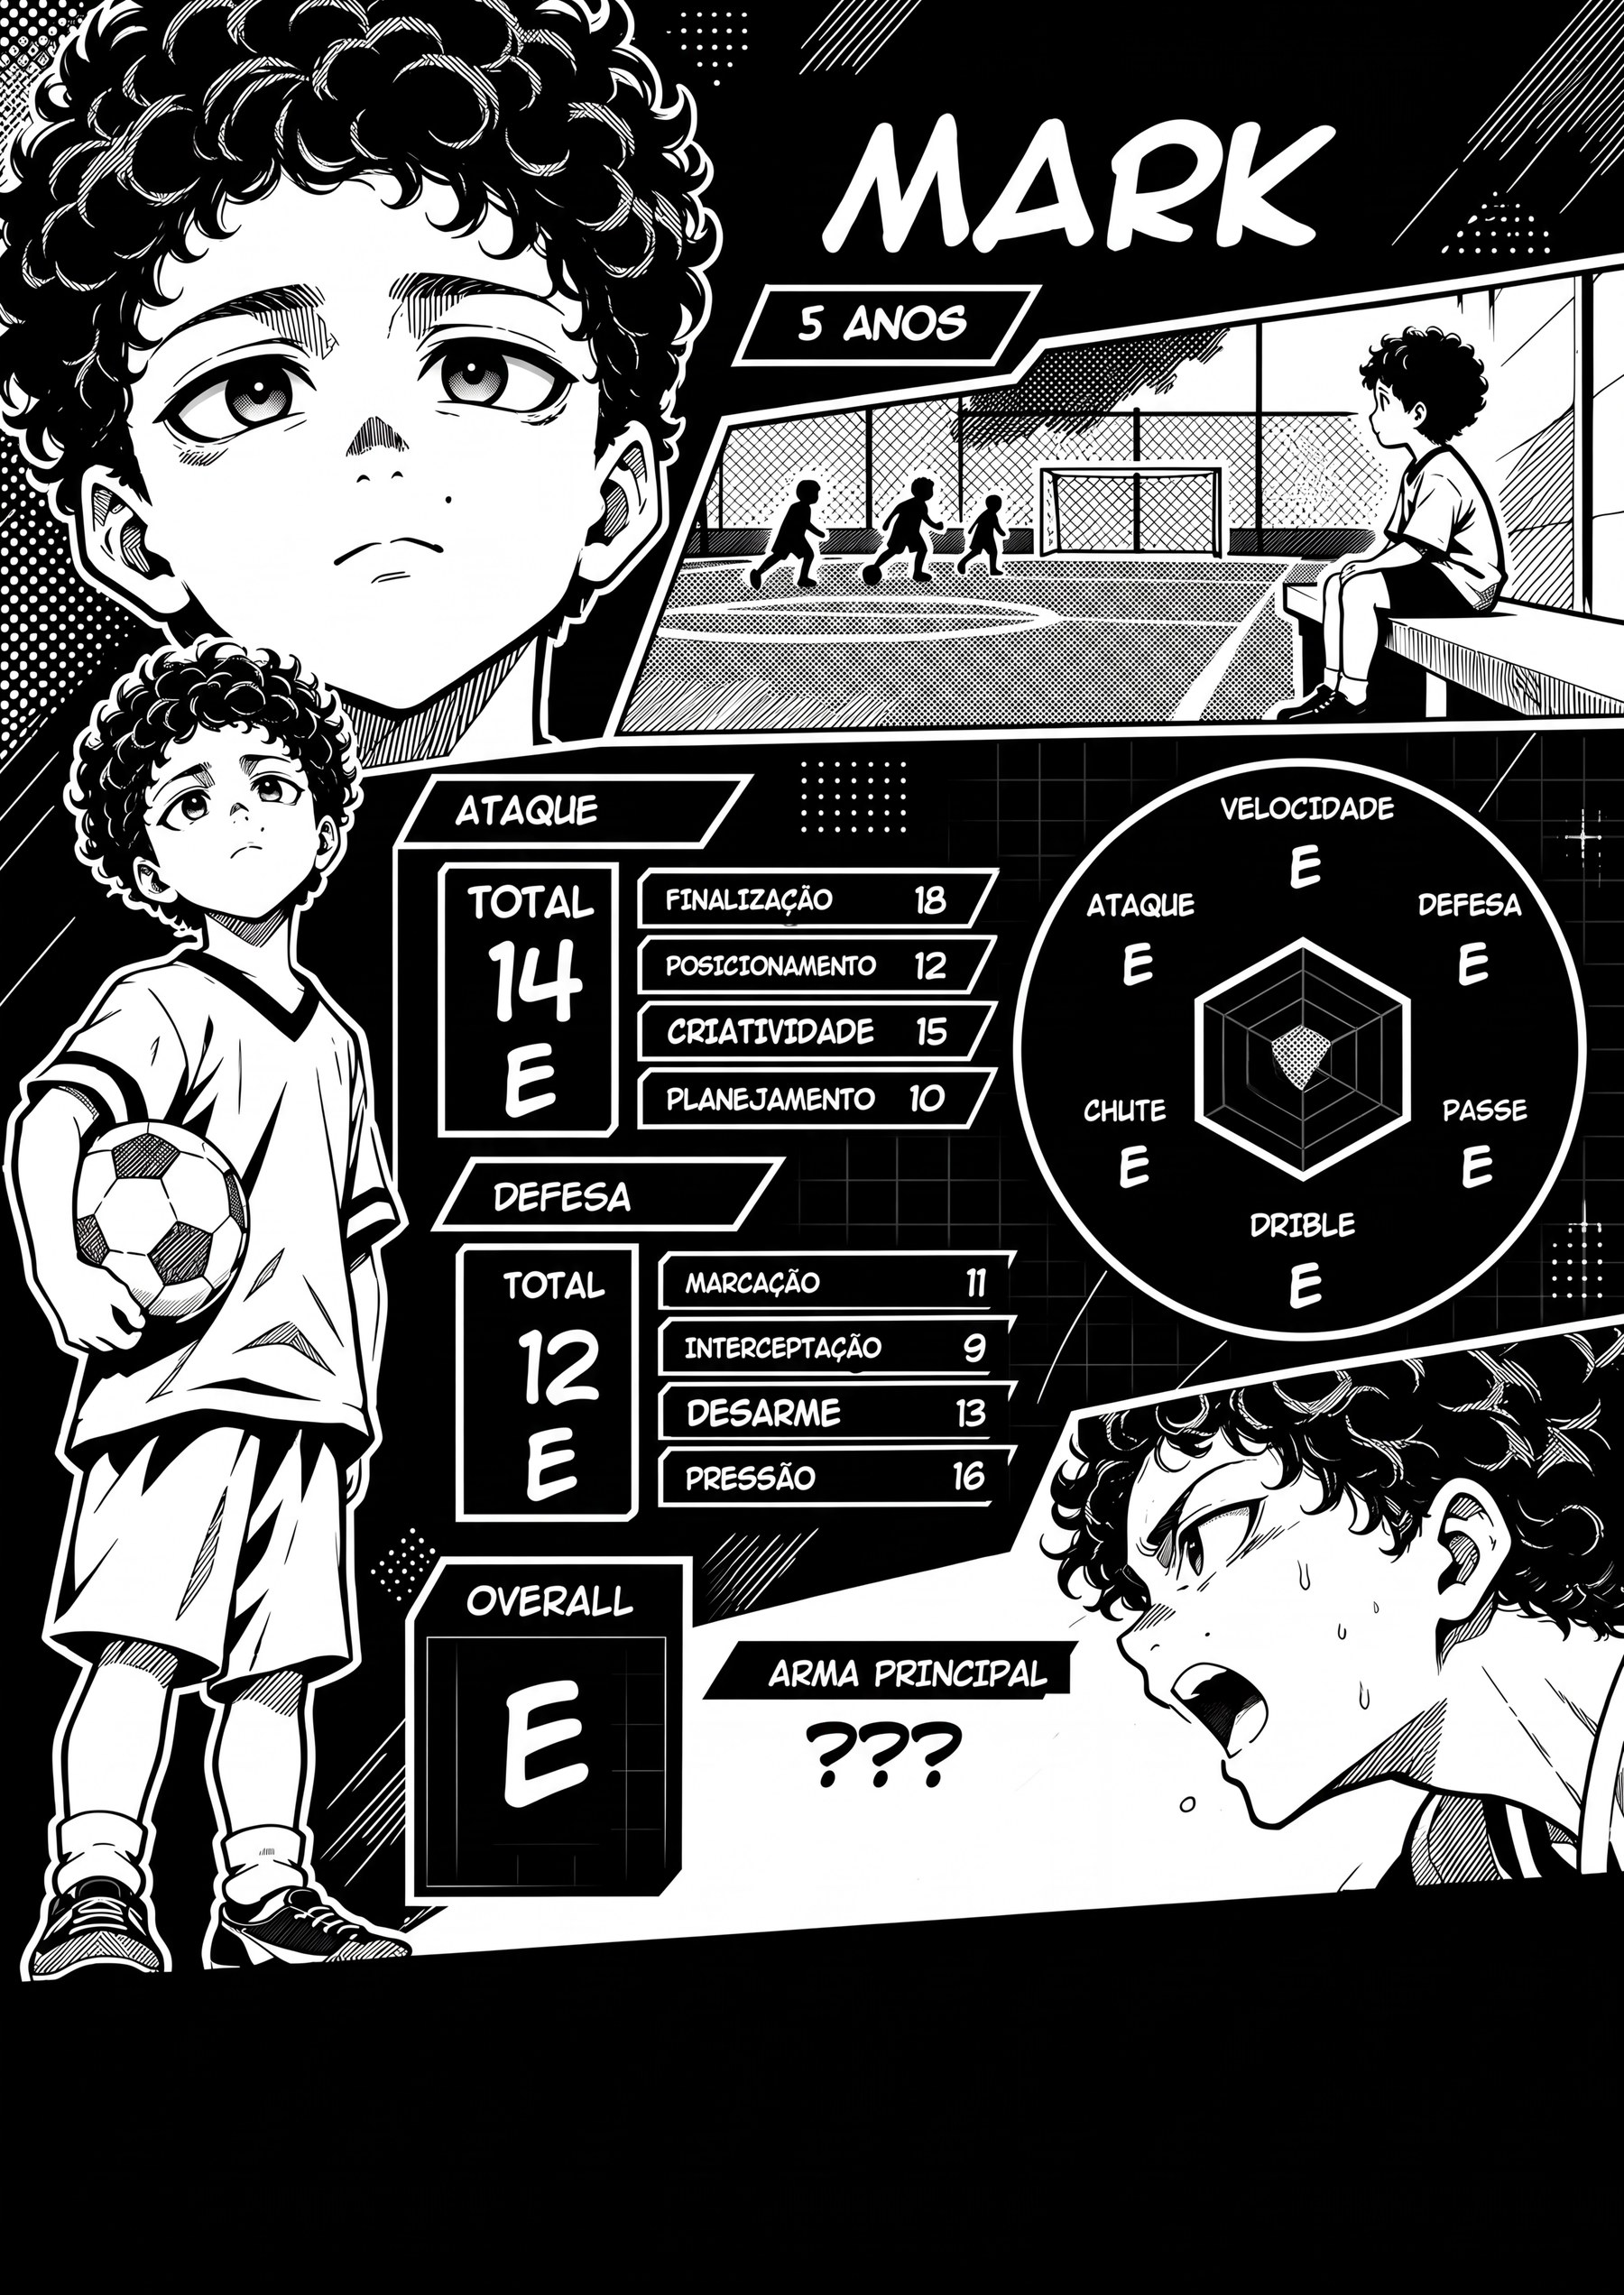 MARK
5 ANOS
ATAQUE
TOTAL
14
E
FINALIZAÇÃO 18
POSICIONAMENTO 12
CRIATIVIDADE 15
PLANEJAMENTO 10
VELOCIDADE
E
ATAQUE
E
DEFESA
E
CHUTE
E
PASSE
E
DRIBLE
E
DEFESA
TOTAL
12
E
MARCAÇÃO 11
INTERCEPTAÇÃO 9
DESARME 13
PRESSÃO 16
OVERALL
E
ARMA PRINCIPAL
???